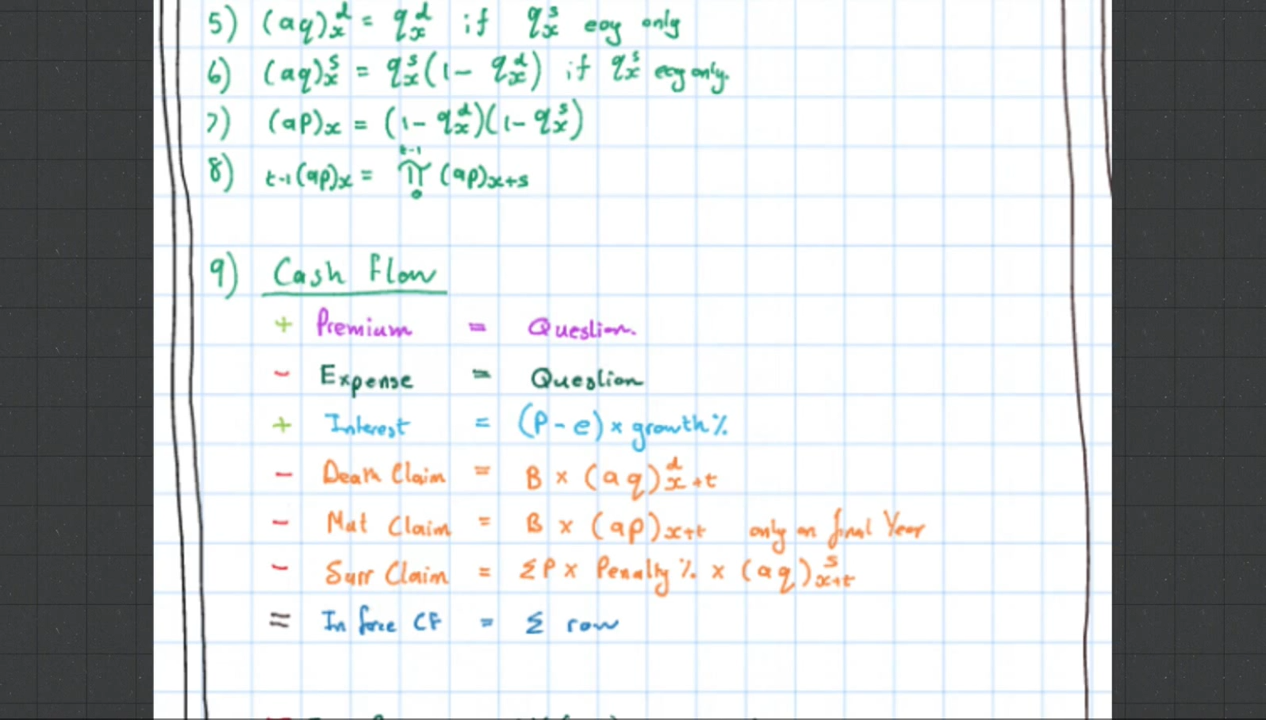 5) (aq)ₓᵈ = qₓᵈ if qₓˢ eoy only
6) (aq)ₓˢ = qₓˢ(1 - qₓᵈ) if qₓˢ eoy only.
7) (ap)ₓ = (1 - qₓᵈ)(1 - qₓˢ)
8) ₜ₋₁(ap)ₓ = π₀ᵗ⁻¹ (ap)ₓ₊ₛ
9) Cash Flow
+ Premium = Question.
- Expense = Question
+ Interest = (P - e) × growth %
- Death Claim = B × (aq)ᵈₓ₊ₜ
- Mat Claim = B × (ap)ₓ₊ₜ only on final Year
- Surr Claim = ΣP × Penalty % × (aq)ˢₓ₊ₜ
= In force CF = Σ row